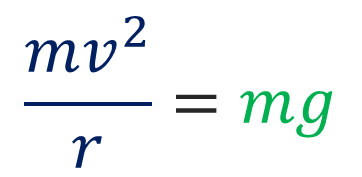 mv²/r = mg